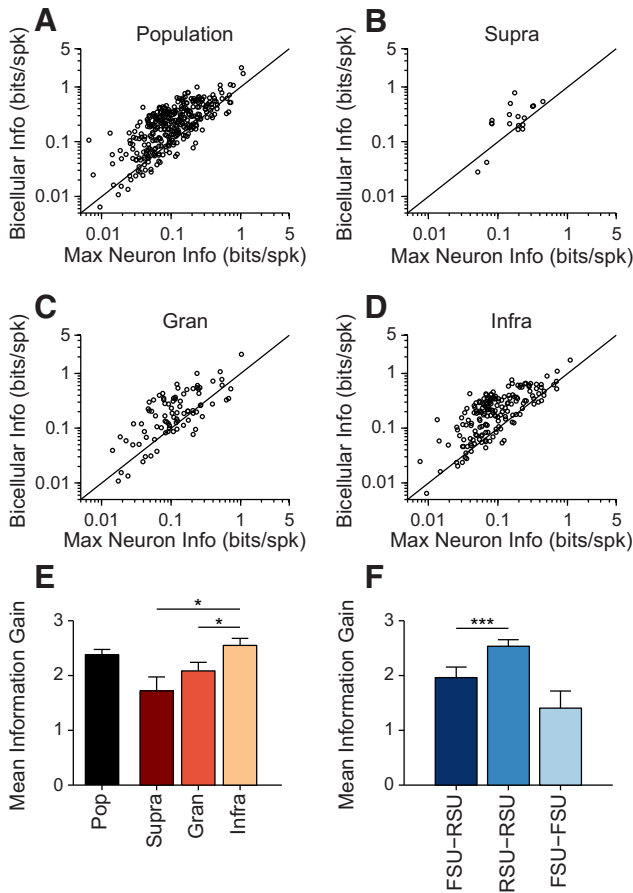 A
Population
Bicellular Info (bits/spk)
5
1
0.1
0.01
0.01
0.1
1
5
Max Neuron Info (bits/spk)
B
Supra
Bicellular Info (bits/spk)
5
1
0.1
0.01
0.01
0.1
1
5
Max Neuron Info (bits/spk)
C
Gran
Bicellular Info (bits/spk)
5
1
0.1
0.01
0.01
0.1
1
5
Max Neuron Info (bits/spk)
D
Infra
Bicellular Info (bits/spk)
5
1
0.1
0.01
0.01
0.1
1
5
Max Neuron Info (bits/spk)
E
Mean Information Gain
3
2
1
0
*
*
Pop
Supra
Gran
Infra
F
Mean Information Gain
3
2
1
0
***
FSU-RSU
RSU-RSU
FSU-FSU